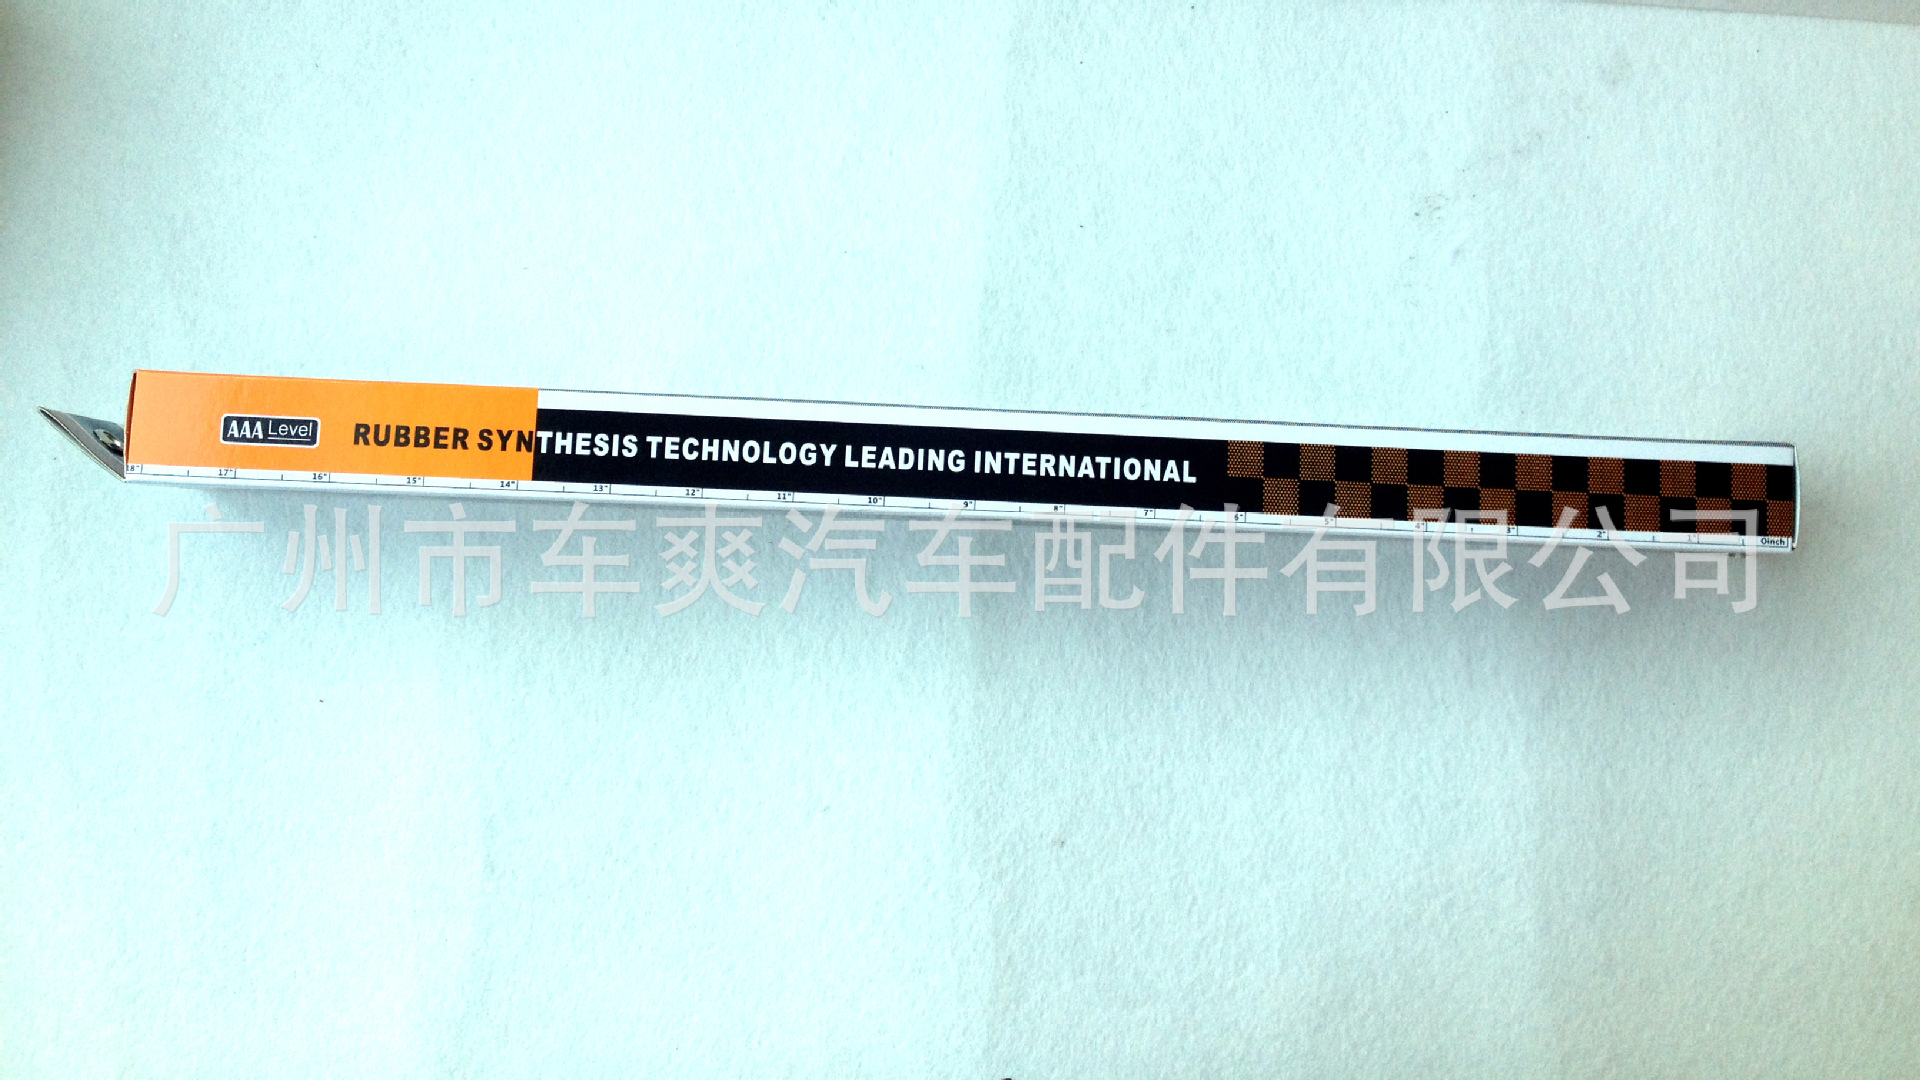 AAA Level
RUBBER SYNTHESIS TECHNOLOGY LEADING INTERNATIONAL
18" 17" 16" 15" 14" 13" 12" 11" 10" 9" 8" 7" 6" 5" 4" 3" 2" 1" 0inch
广州市车爽汽车配件有限公司